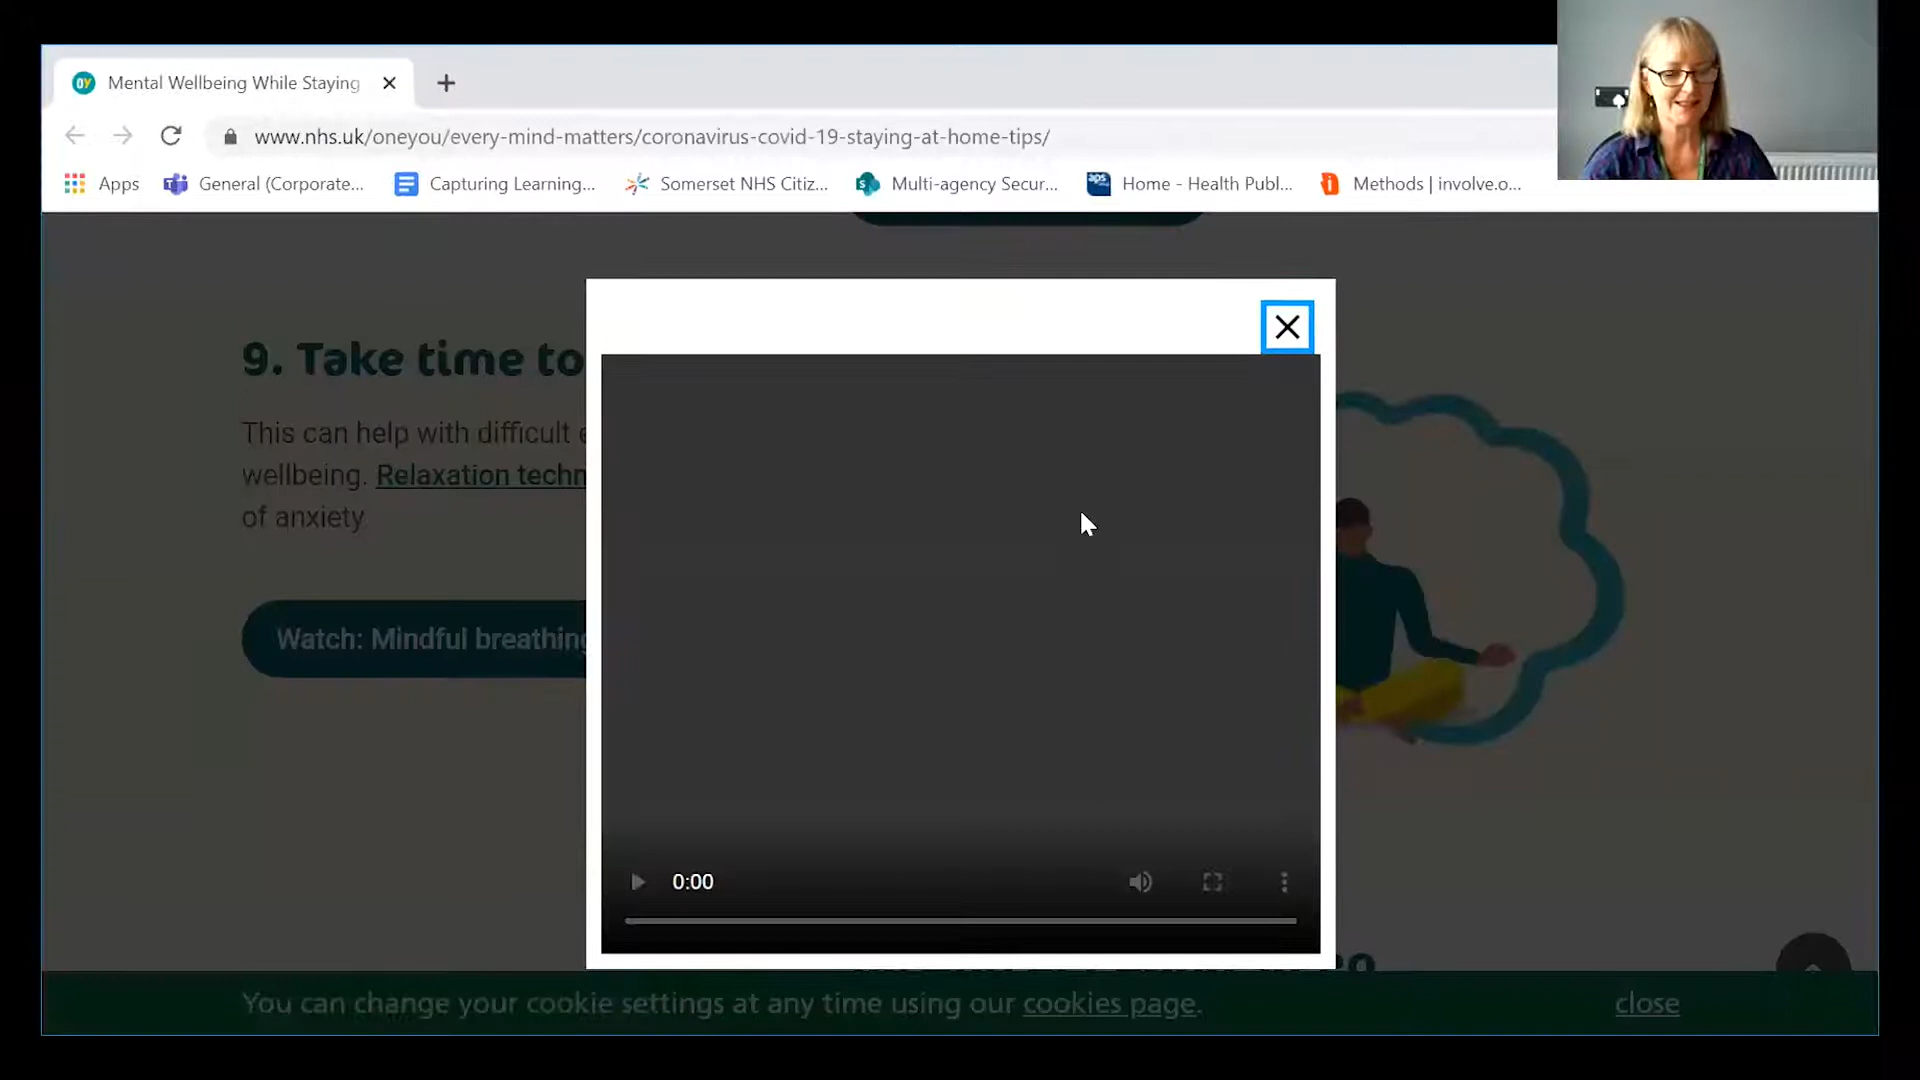 OY Mental Wellbeing While Staying
www.nhs.uk/oneyou/every-mind-matters/coronavirus-covid-19-staying-at-home-tips/
Apps General (Corporate... Capturing Learning... Somerset NHS Citiz... Multi-agency Secur... aps Home - Health Publ... Methods | involve.o...
9. Take time to
This can help with difficult
wellbeing. Relaxation techn
of anxiety
Watch: Mindful breathing
0:00
You can change your cookie settings at any time using our cookies page. close